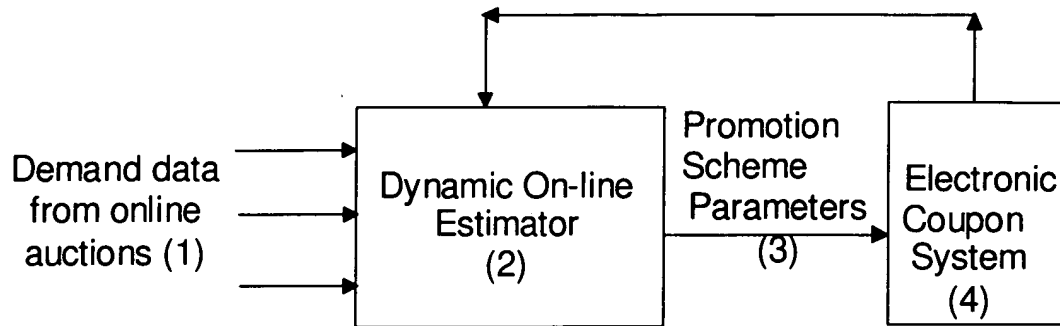 Demand data
from online
auctions (1)
Dynamic On-line
Estimator
(2)
Promotion
Scheme
Parameters
(3)
Electronic
Coupon
System
(4)